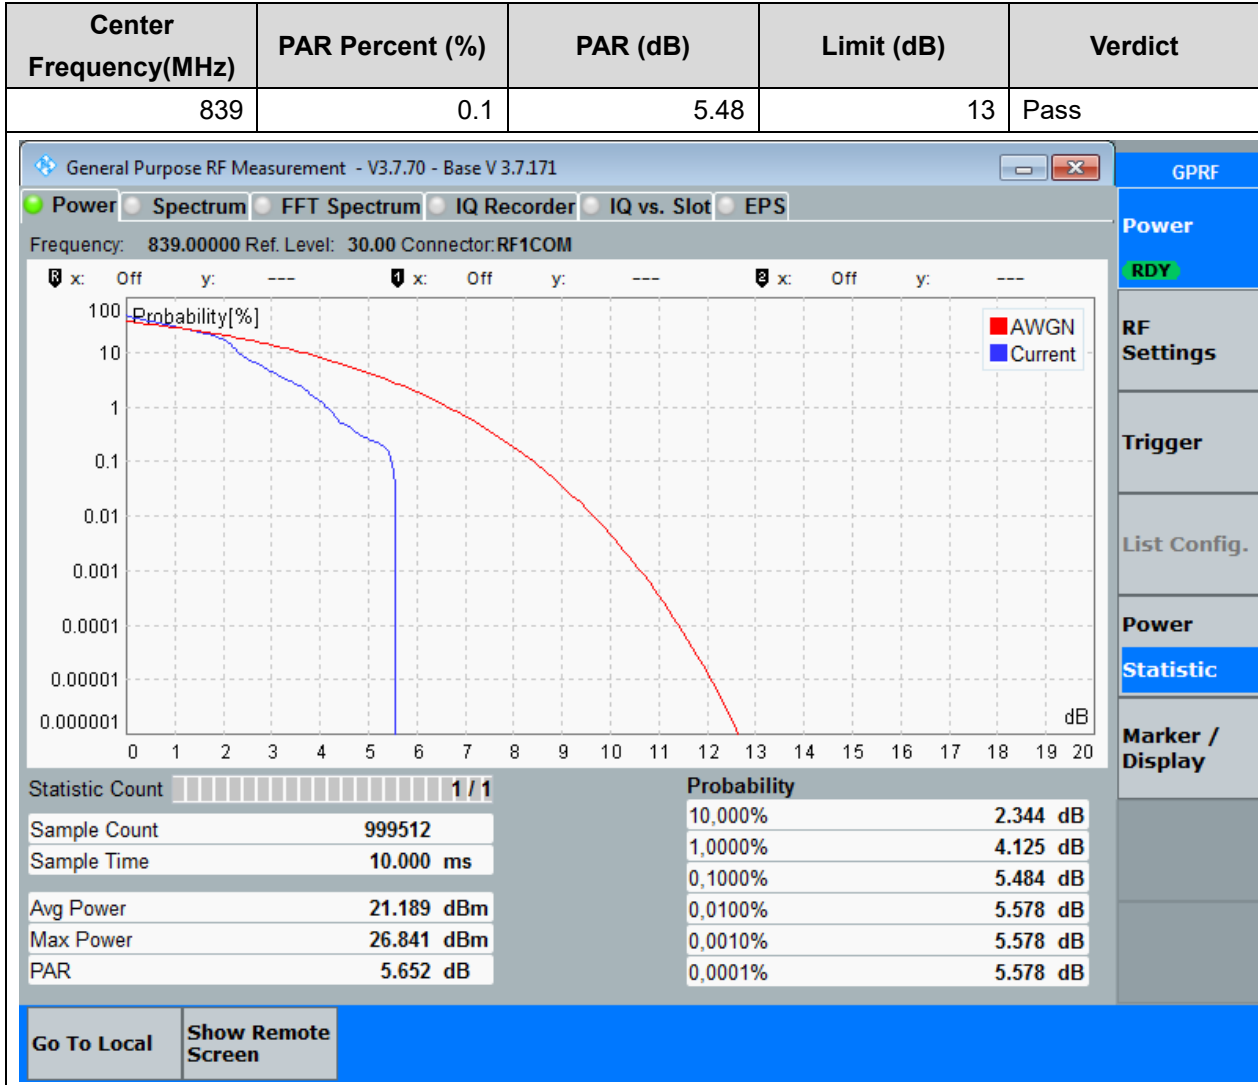 Center Frequency(MHz) PAR Percent (%) PAR (dB) Limit (dB) Verdict
839 0.1 5.48 13 Pass
General Purpose RF Measurement - V3.7.70 - Base V 3.7.171
GPRF
Power Spectrum FFT Spectrum IQ Recorder IQ vs. Slot EPS
Frequency: 839.00000 Ref. Level: 30.00 Connector:RF1COM
R x: Off y: --- 1 x: Off y: --- 2 x: Off y: ---
Probability[%]
AWGN
Current
100
10
1
0.1
0.01
0.001
0.0001
0.00001
0.000001
dB
0 1 2 3 4 5 6 7 8 9 10 11 12 13 14 15 16 17 18 19 20
Statistic Count 1 / 1
Sample Count 999512
Sample Time 10.000 ms
Avg Power 21.189 dBm
Max Power 26.841 dBm
PAR 5.652 dB
Probability
10,000% 2.344 dB
1,0000% 4.125 dB
0,1000% 5.484 dB
0,0100% 5.578 dB
0,0010% 5.578 dB
0,0001% 5.578 dB
Power
RDY
RF
Settings
Trigger
List Config.
Power
Statistic
Marker /
Display
Go To Local
Show Remote
Screen